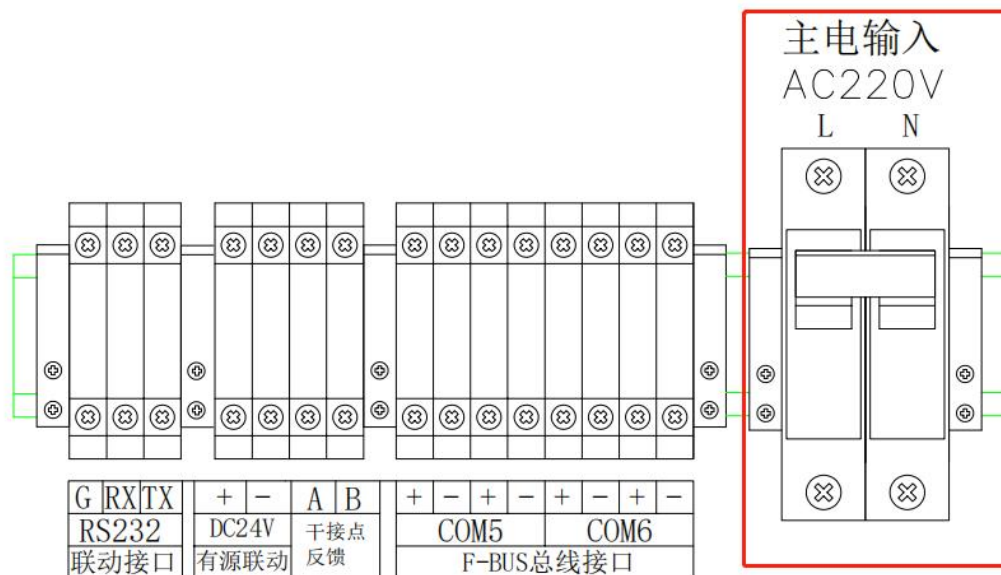 主电输入
AC220V
L N
G RX TX + - A B + - + - + - + -
RS232 DC24V 干接点 COM5 COM6
联动接口 有源联动 反馈 F-BUS总线接口